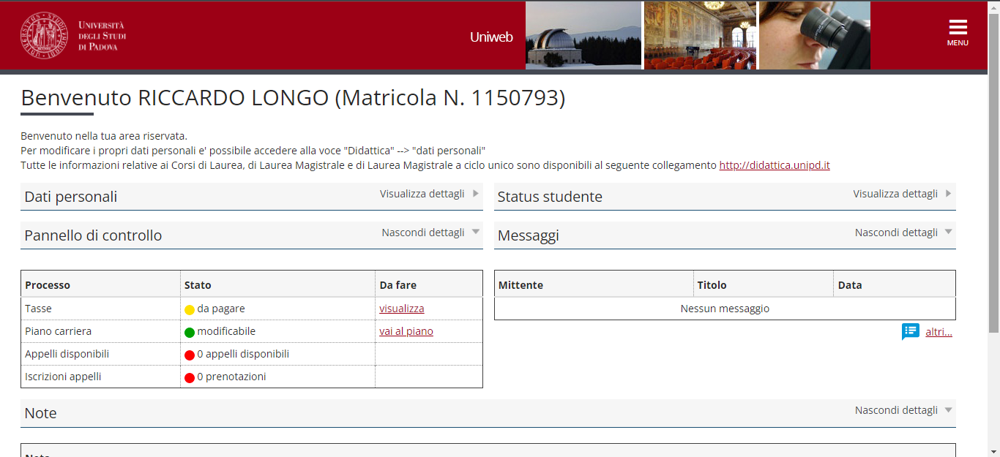 UNIVERSITÀ
DEGLI STUDI
DI PADOVA
Uniweb
MENU
Benvenuto RICCARDO LONGO (Matricola N. 1150793)
Benvenuto nella tua area riservata.
Per modificare i propri dati personali e' possibile accedere alla voce "Didattica" --> "dati personali"
Tutte le informazioni relative ai Corsi di Laurea, di Laurea Magistrale e di Laurea Magistrale a ciclo unico sono disponibili al seguente collegamento http://didattica.unipd.it
Dati personali Visualizza dettagli
Status studente Visualizza dettagli
Pannello di controllo Nascondi dettagli
Messaggi Nascondi dettagli
Processo Stato Da fare
Tasse da pagare visualizza
Piano carriera modificabile vai al piano
Appelli disponibili 0 appelli disponibili
Iscrizioni appelli 0 prenotazioni
Mittente Titolo Data
Nessun messaggio
altri...
Note Nascondi dettagli
Note